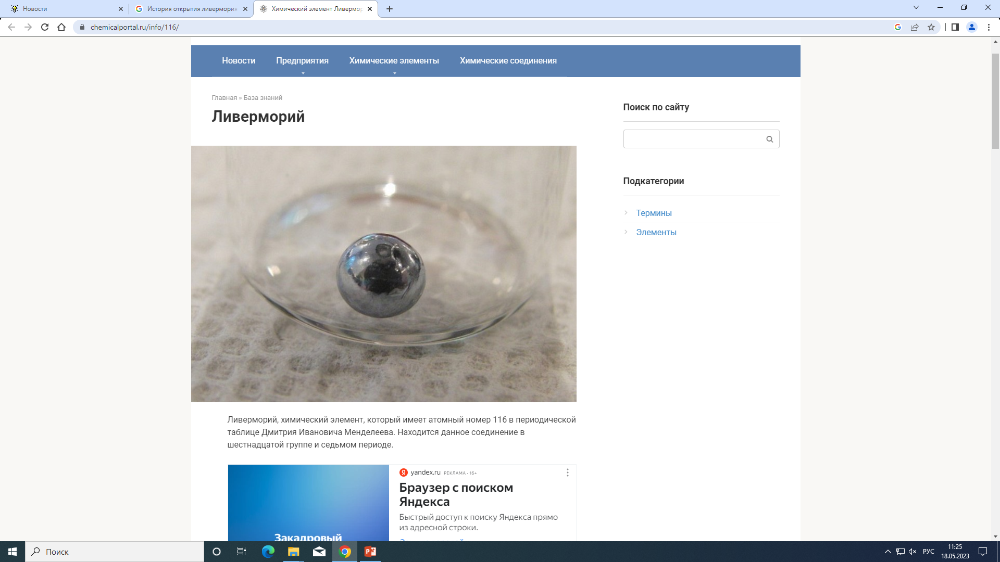 Новости
История открытия ливермория
Химический элемент Ливермор
chemicalportal.ru/info/116/
Новости
Предприятия
Химические элементы
Химические соединения
Главная » База знаний
Ливерморий
Поиск по сайту
Подкатегории
Термины
Элементы
Ливерморий, химический элемент, который имеет атомный номер 116 в периодической
таблице Дмитрия Ивановича Менделеева. Находится данное соединение в
шестнадцатой группе и седьмом периоде.
Я yandex.ru РЕКЛАМА • 16+
Браузер с поиском
Яндекса
Быстрый доступ к поиску Яндекса прямо
из адресной строки.
Закадровый
Поиск
РУС
11:25
18.05.2023